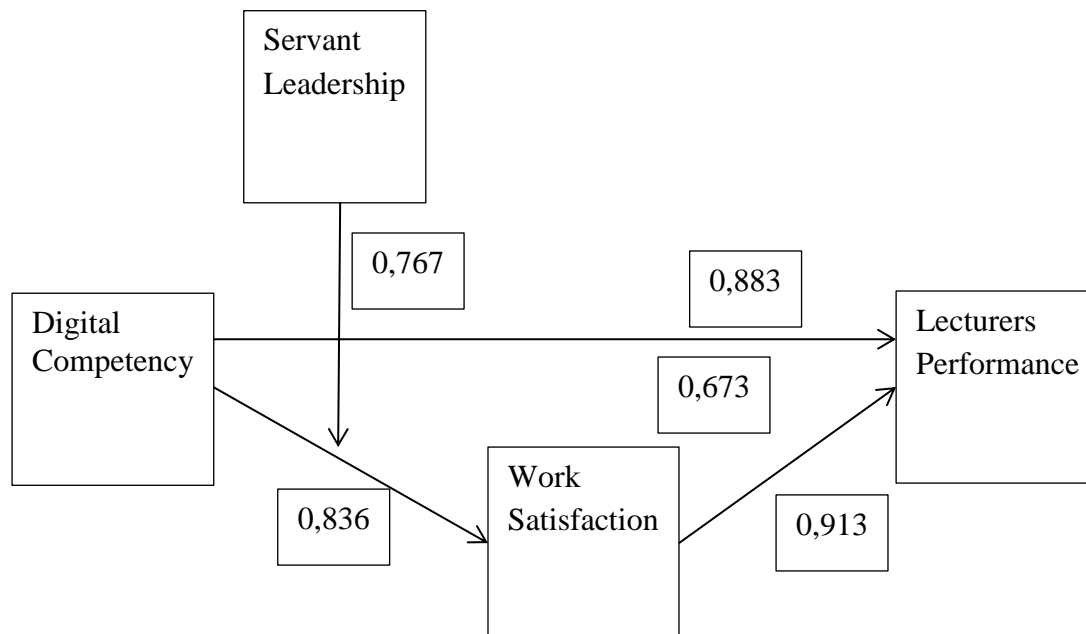 Servant
Leadership
0,767
0,883
Digital
Competency
Lecturers
Performance
0,673
Work
Satisfaction
0,836
0,913